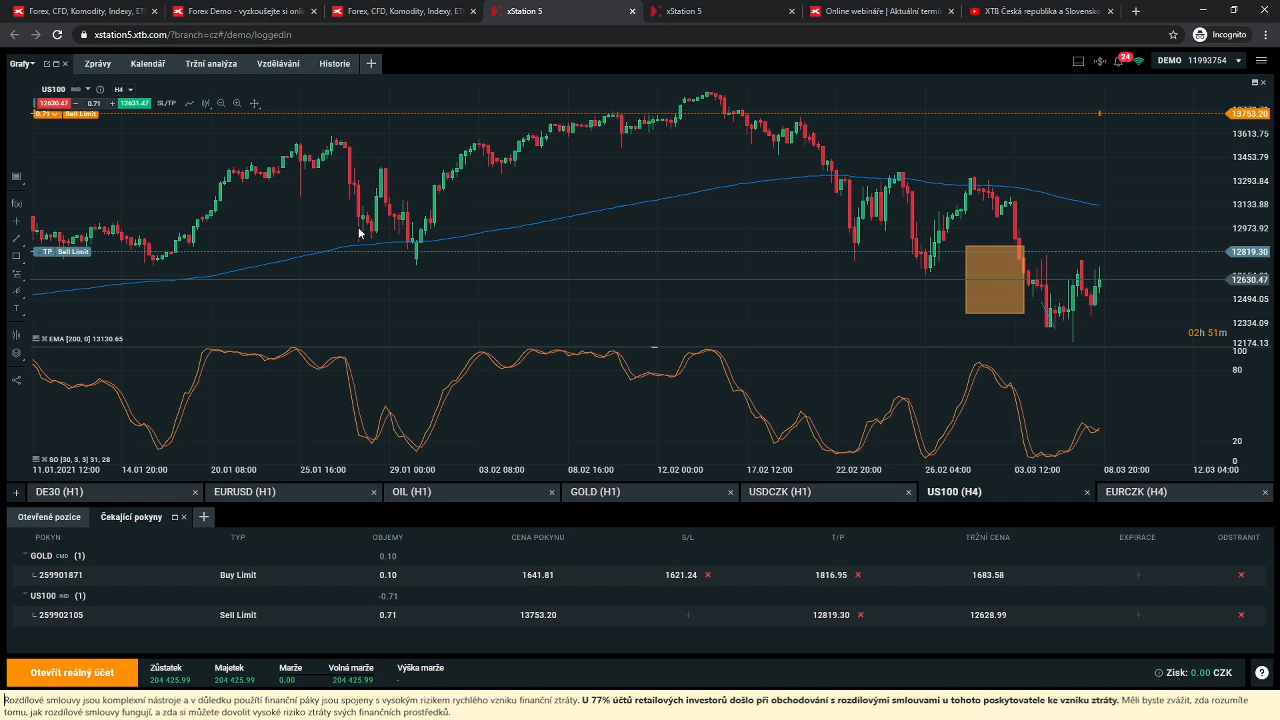 Forex, CFD, Komodity, Indexy, ET
Forex Demo - vyzkoušejte si onli
Forex, CFD, Komodity, Indexy, ET
xStation 5
xStation 5
Online webináře | Aktuální termí
XTB Česká republika a Slovensko
xstation5.xtb.com/?branch=cz#/demo/loggedIn
Incognito
Grafy
Zprávy
Kalendář
Tržní analýza
Vzdělávání
Historie
24
DEMO 11993754
US100 IND
H4
12630.47
0.71
12631.47
SL/TP
0.71
Sell Limit
13753.20
13613.75
13453.79
13293.84
13133.88
12973.92
TP
Sell Limit
12819.30
12630.47
12494.05
12334.09
02h 51m
12174.13
EMA [200, 0] 13130.65
100
80
20
0
SO [30, 3, 3] 31, 28
11.01.2021 12:00
14.01 20:00
20.01 08:00
25.01 16:00
29.01 00:00
03.02 08:00
08.02 16:00
12.02 00:00
17.02 12:00
22.02 20:00
26.02 04:00
03.03 12:00
08.03 20:00
12.03 04:00
DE30 (H1)
EURUSD (H1)
OIL (H1)
GOLD (H1)
USDCZK (H1)
US100 (H4)
EURCZK (H4)
Otevřené pozice
Čekající pokyny
POKYN
TYP
OBJEMY
CENA POKYNU
S/L
T/P
TRŽNÍ CENA
EXPIRACE
ODSTRANIT
GOLD CMD (1)
0.10
259901871
Buy Limit
0.10
1641.81
1621.24
1816.95
1683.58
US100 IND (1)
-0.71
259902105
Sell Limit
0.71
13753.20
12819.30
12628.99
Otevřít reálný účet
Zůstatek
Majetek
Marže
Volná marže
Výška marže
204 425.99
204 425.99
0.00
204 425.99
-
Zisk: 0.00 CZK
Rozdílové smlouvy jsou komplexní nástroje a v důsledku použití finanční páky jsou spojeny s vysokým rizikem rychlého vzniku finanční ztráty. U 77% účtů retailových investorů došlo při obchodování s rozdílovými smlouvami u tohoto poskytovatele ke vzniku ztráty. Měli byste zvážit, zda rozumíte
tomu, jak rozdílové smlouvy fungují, a zda si můžete dovolit vysoké riziko ztráty svých finančních prostředků.